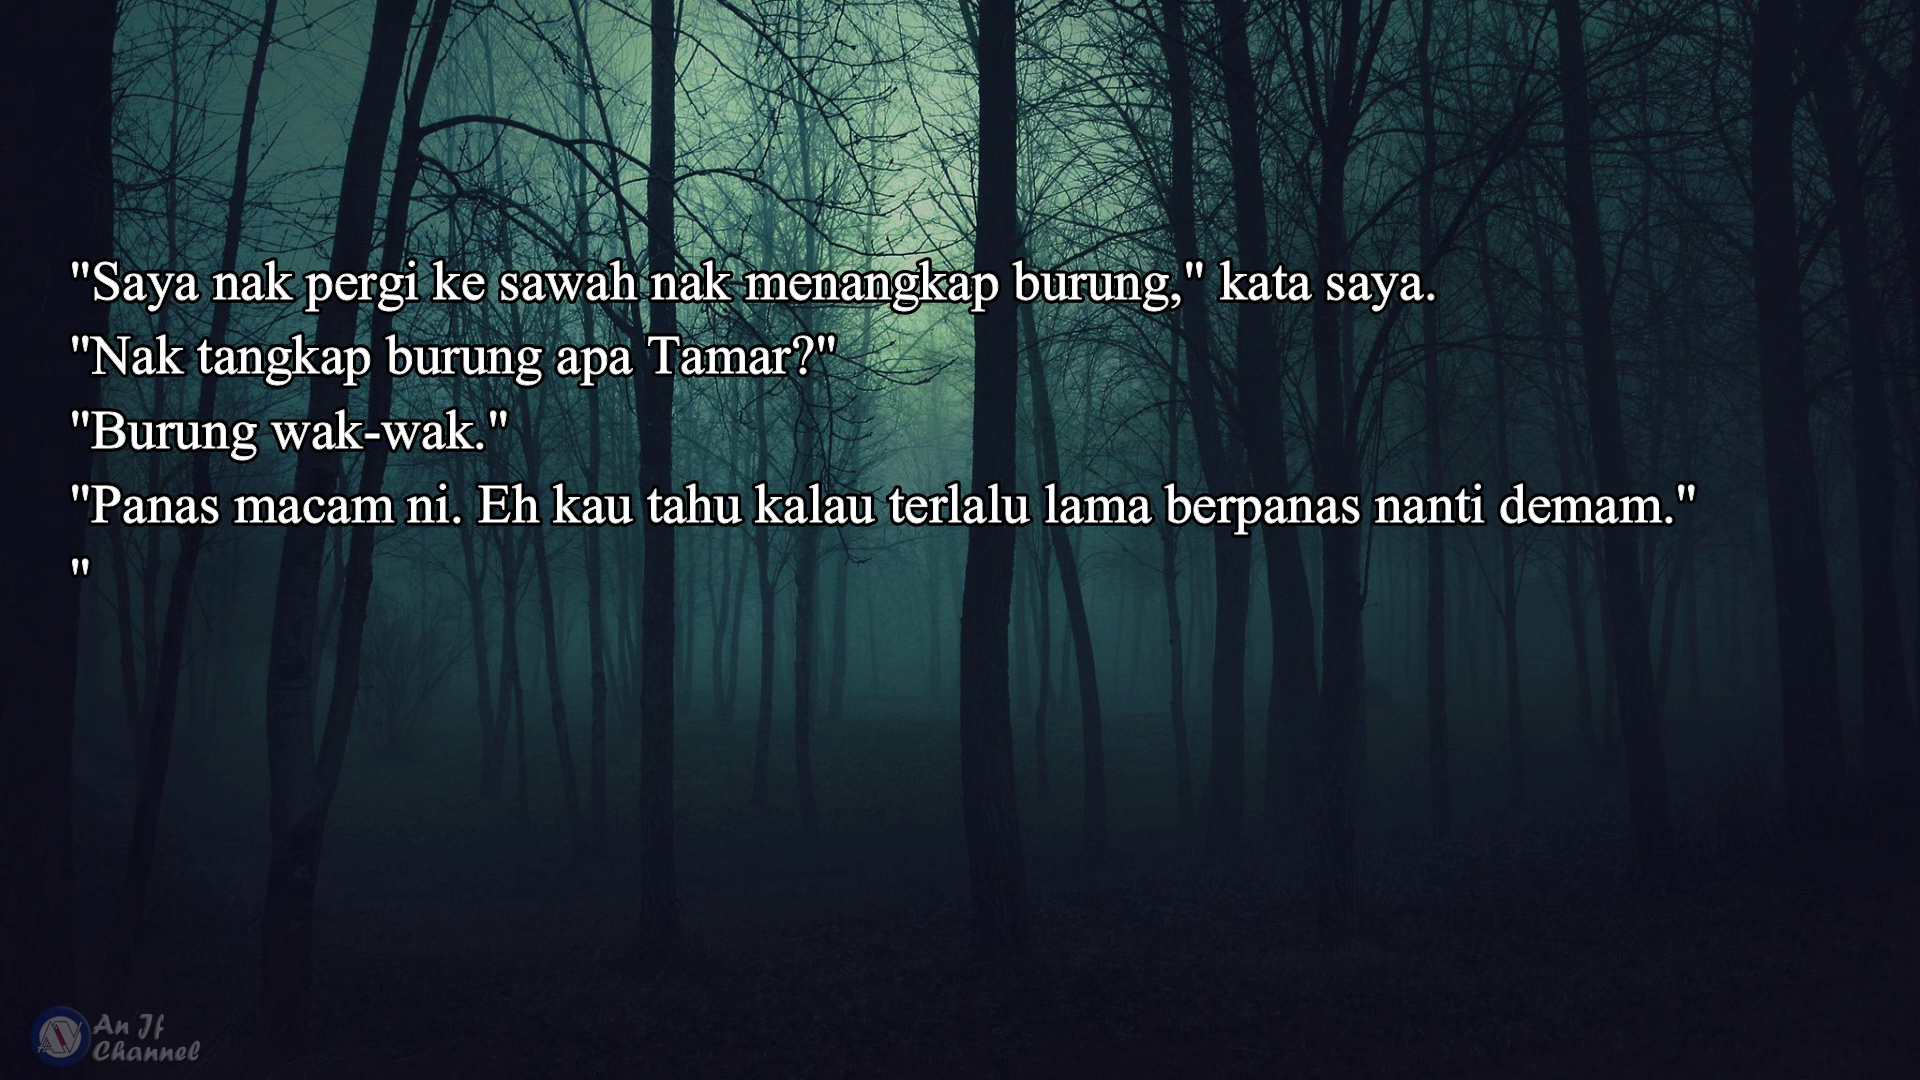 "Saya nak pergi ke sawah nak menangkap burung," kata saya.
"Nak tangkap burung apa Tamar?"
"Burung wak-wak."
"Panas macam ni. Eh kau tahu kalau terlalu lama berpanas nanti demam."
"
An Jf
Channel